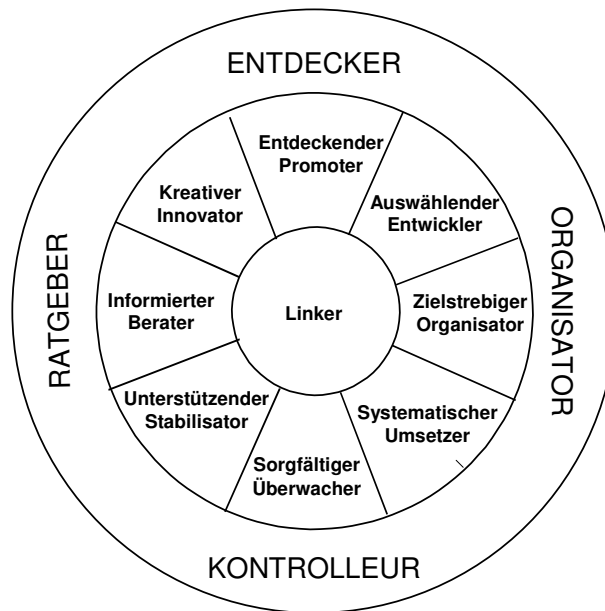 ENTDECKER
Entdeckender
Promoter
Kreativer
Innovator
Auswählender
Entwickler
RATGEBER
Informierter
Berater
Linker
Zielstrebiger
Organisator
ORGANISATOR
Unterstützender
Stabilisator
Systematischer
Umsetzer
Sorgfältiger
Überwacher
KONTROLLEUR